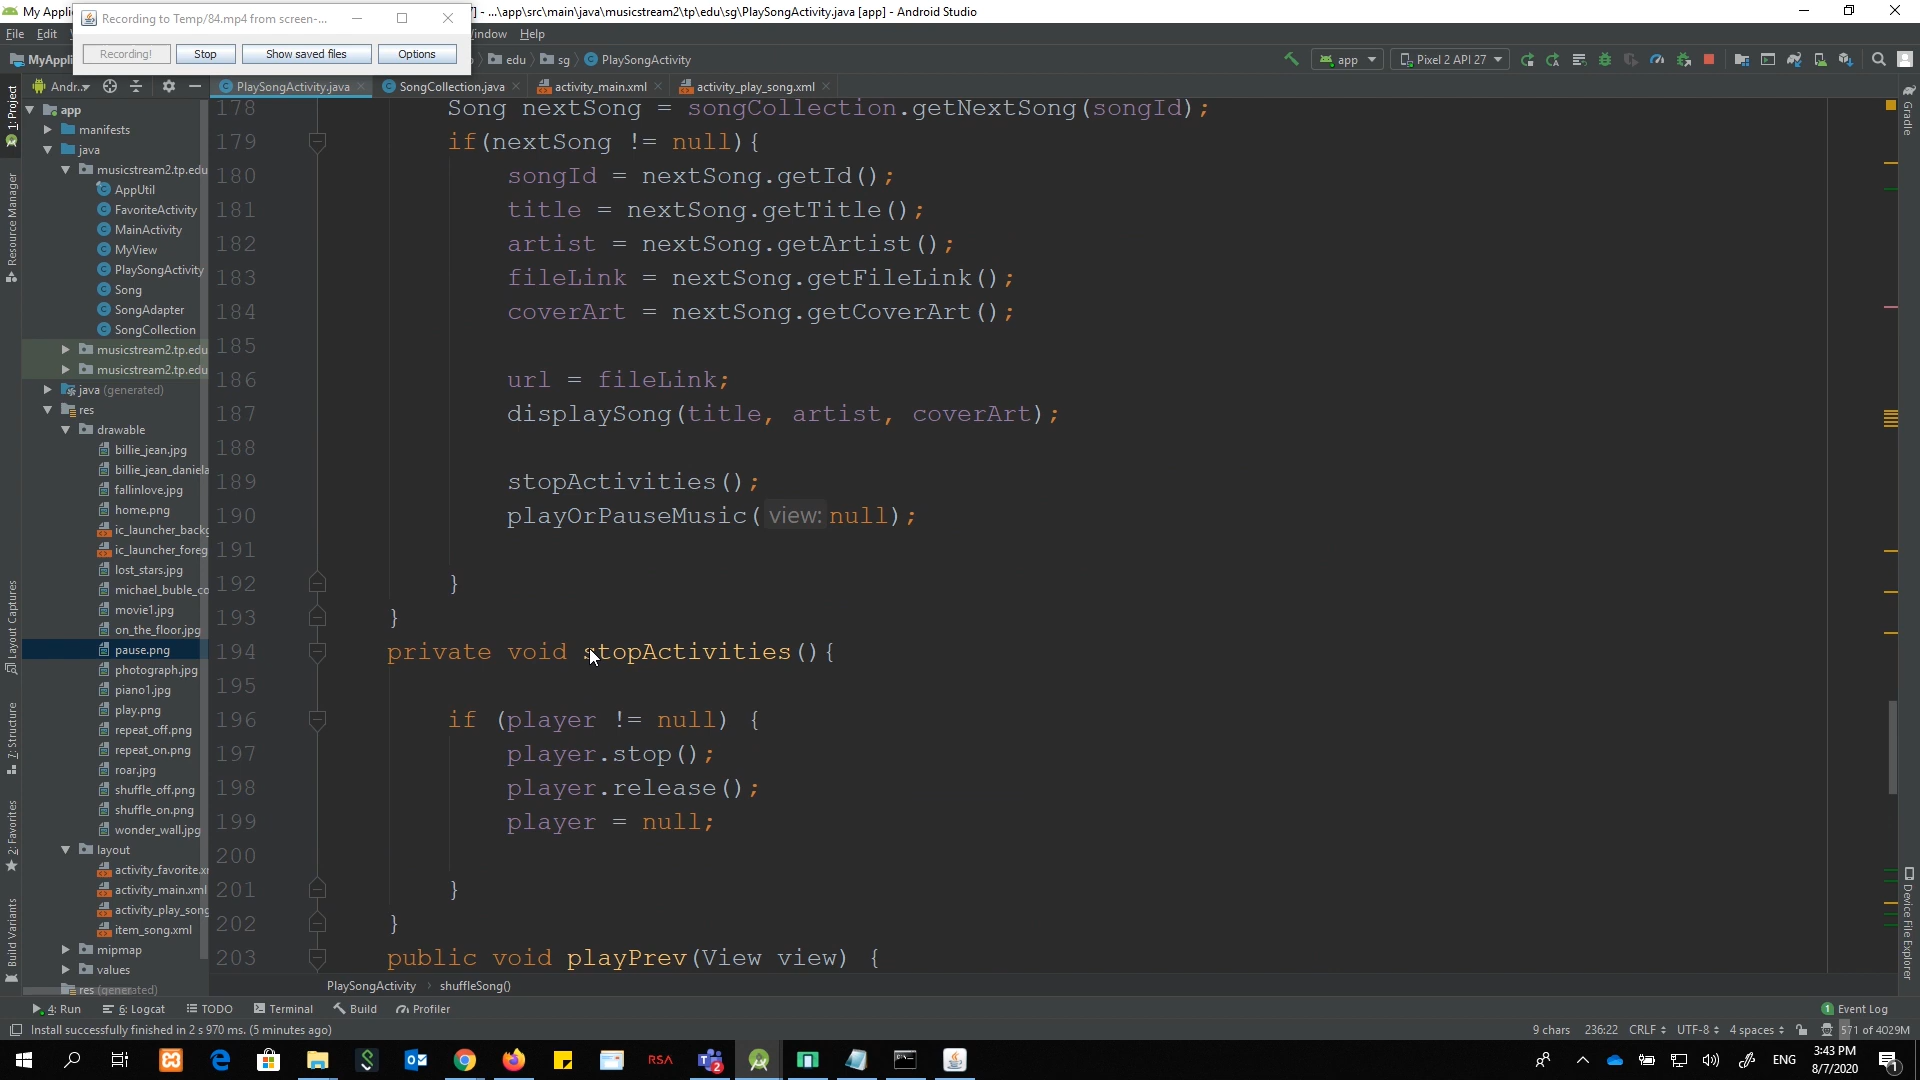 Recording to Temp/84.mp4 from screen-...
] - ...\app\src\main\java\musicstream2\tp\edu\sg\PlaySongActivity.java [app] - Android Studio
File Edit
indow Help
Recording! Stop Show saved files Options
MyAppli
edu sg PlaySongActivity
app Pixel 2 API 27
Andr...
PlaySongActivity.java SongCollection.java activity_main.xml activity_play_song.xml
1: Project
Resource Manager
Layout Captures
7: Structure
2: Favorites
Build Variants
app
manifests
java
musicstream2.tp.edu
AppUtil
FavoriteActivity
MainActivity
MyView
PlaySongActivity
Song
SongAdapter
SongCollection
musicstream2.tp.edu
musicstream2.tp.edu
java (generated)
res
drawable
billie_jean.jpg
billie_jean_daniela
fallinlove.jpg
home.png
ic_launcher_backg
ic_launcher_foreg
lost_stars.jpg
michael_buble_co
movie1.jpg
on_the_floor.jpg
pause.png
photograph.jpg
piano1.jpg
play.png
repeat_off.png
repeat_on.png
roar.jpg
shuffle_off.png
shuffle_on.png
wonder_wall.jpg
layout
activity_favorite.x
activity_main.xml
activity_play_song
item_song.xml
mipmap
values
res (generated)
178 Song nextSong = songCollection.getNextSong(songId);
179 if(nextSong != null){
180 songId = nextSong.getId();
181 title = nextSong.getTitle();
182 artist = nextSong.getArtist();
183 fileLink = nextSong.getFileLink();
184 coverArt = nextSong.getCoverArt();
185
186 url = fileLink;
187 displaySong(title, artist, coverArt);
188
189 stopActivities();
190 playOrPauseMusic( view: null);
191
192 }
193 }
194 private void stopActivities(){
195
196 if (player != null) {
197 player.stop();
198 player.release();
199 player = null;
200
201 }
202 }
203 public void playPrev(View view) {
Gradle
Device File Explorer
PlaySongActivity shuffleSong()
4: Run 6: Logcat TODO Terminal Build Profiler
1 Event Log
Install successfully finished in 2 s 970 ms. (5 minutes ago)
9 chars 236:22 CRLF UTF-8 4 spaces 571 of 4029M
RSA
2
ENG
3:43 PM
8/7/2020
1